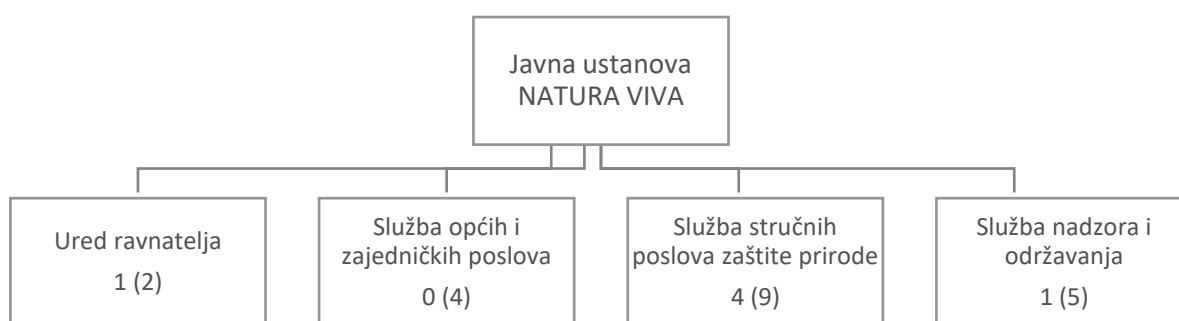 Javna ustanova
NATURA VIVA
Ured ravnatelja
1 (2)
Služba općih i
zajedničkih poslova
0 (4)
Služba stručnih
poslova zaštite prirode
4 (9)
Služba nadzora i
održavanja
1 (5)